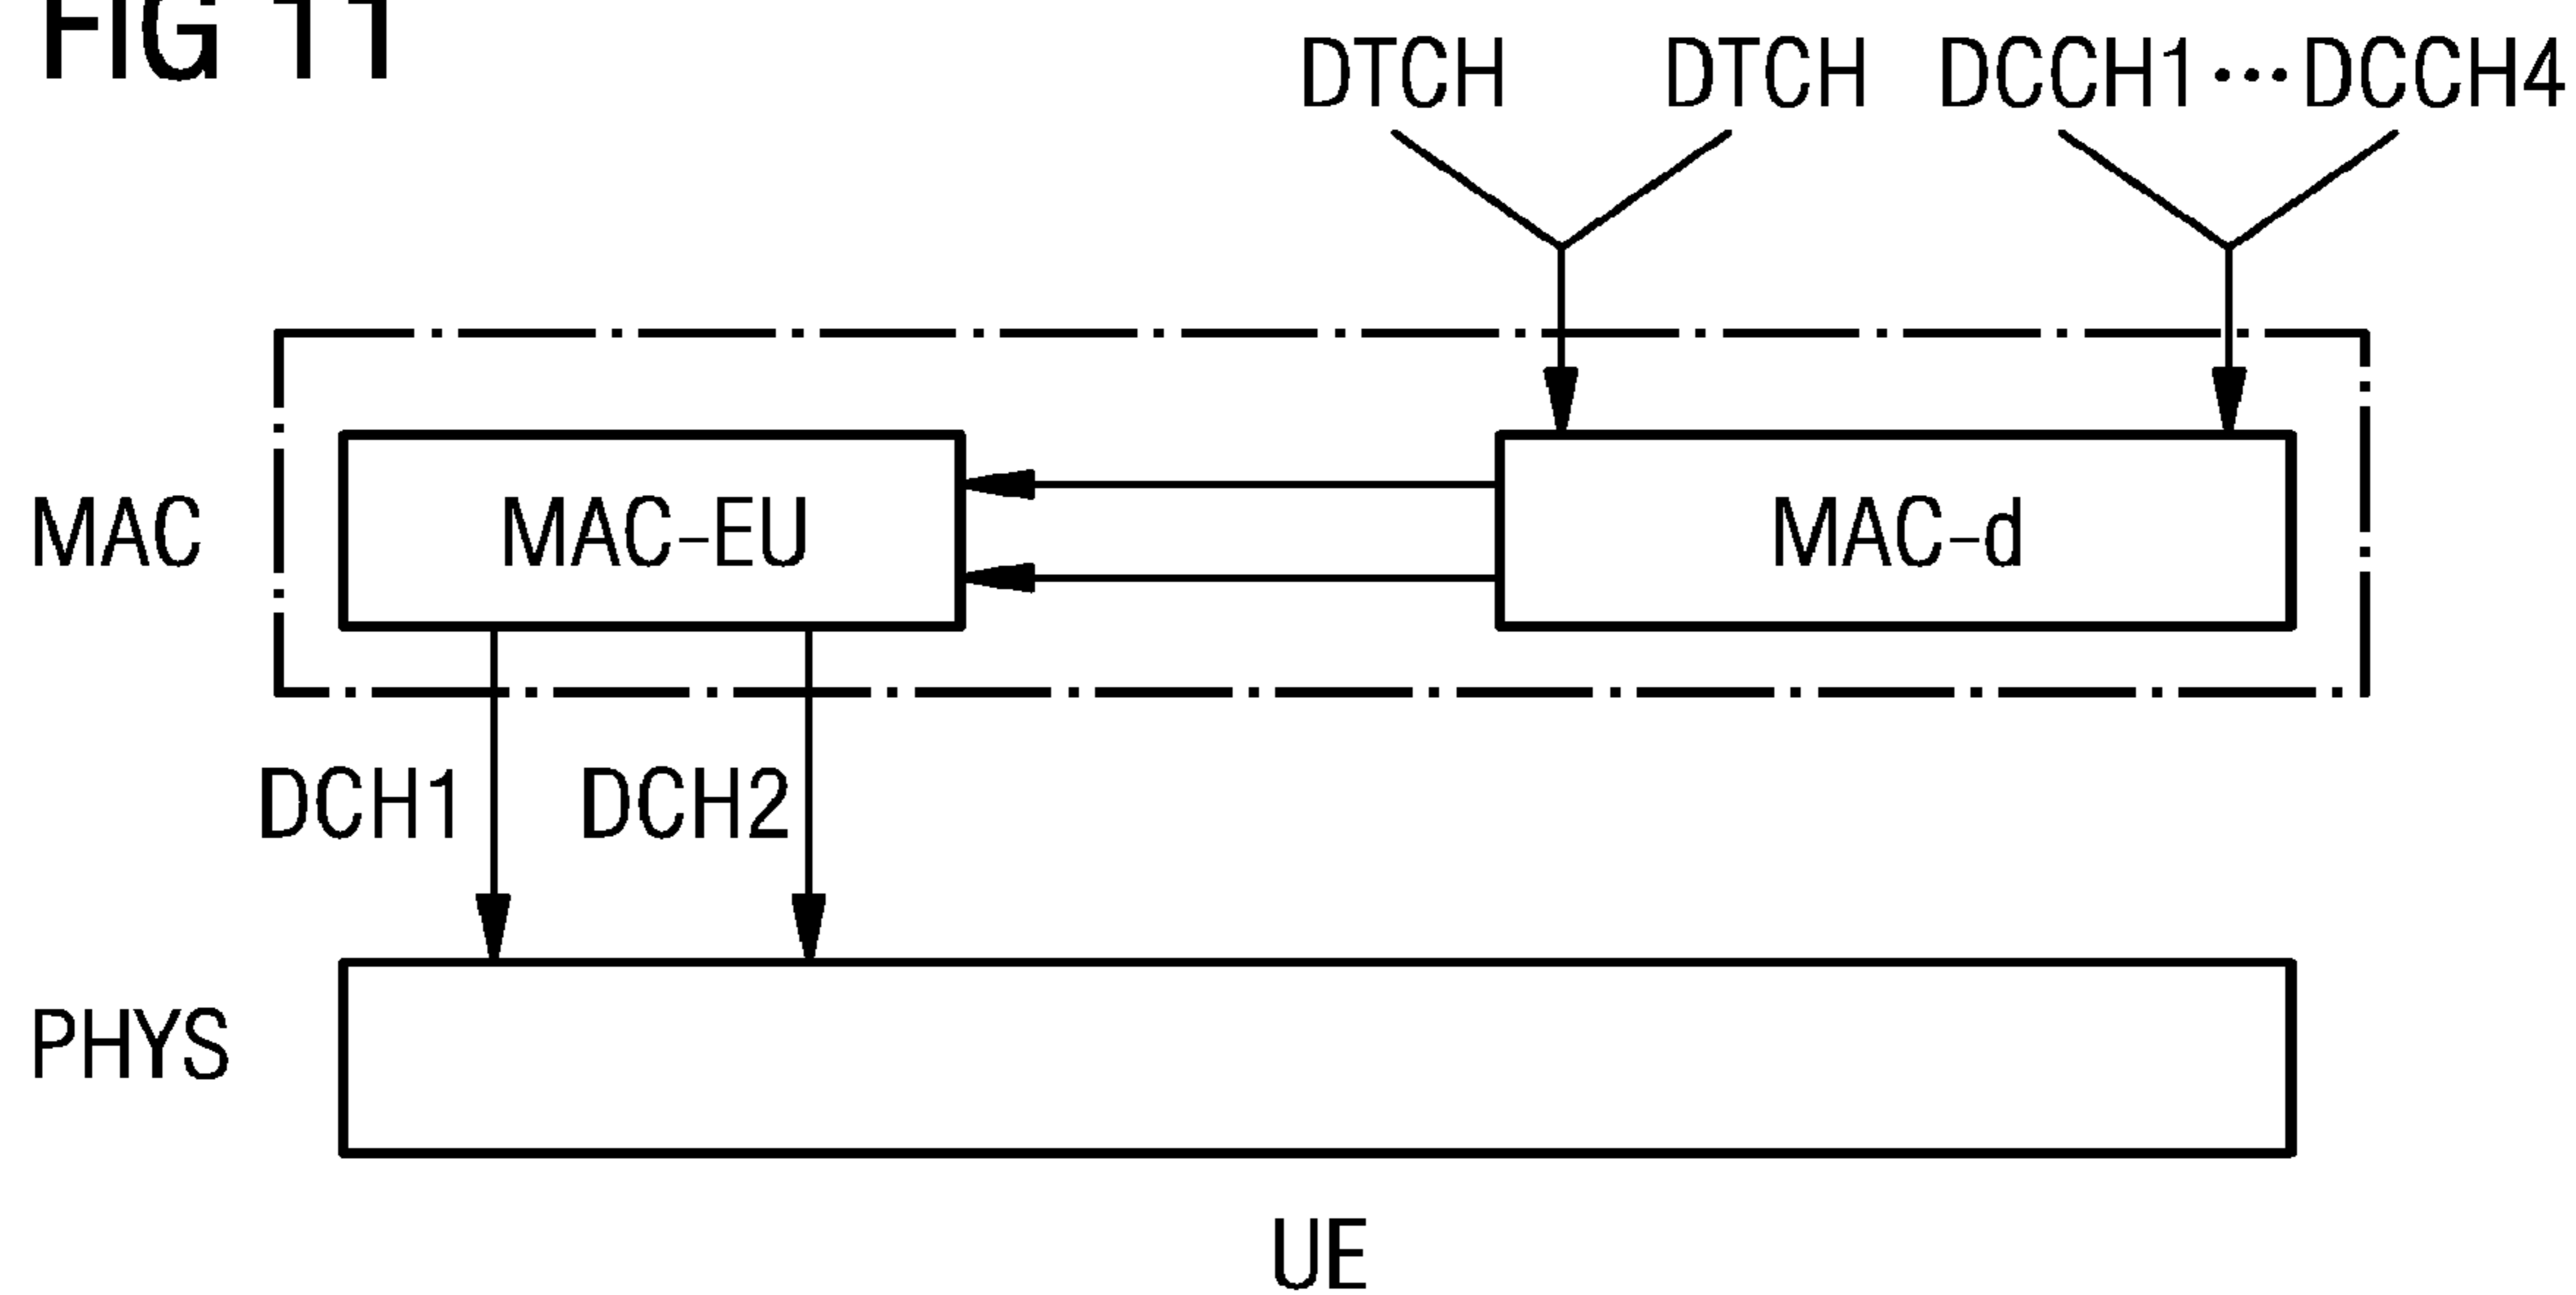 FIG 11
DTCH DTCH DCCH1···DCCH4
MAC MAC-EU MAC-d
DCH1 DCH2
PHYS
UE